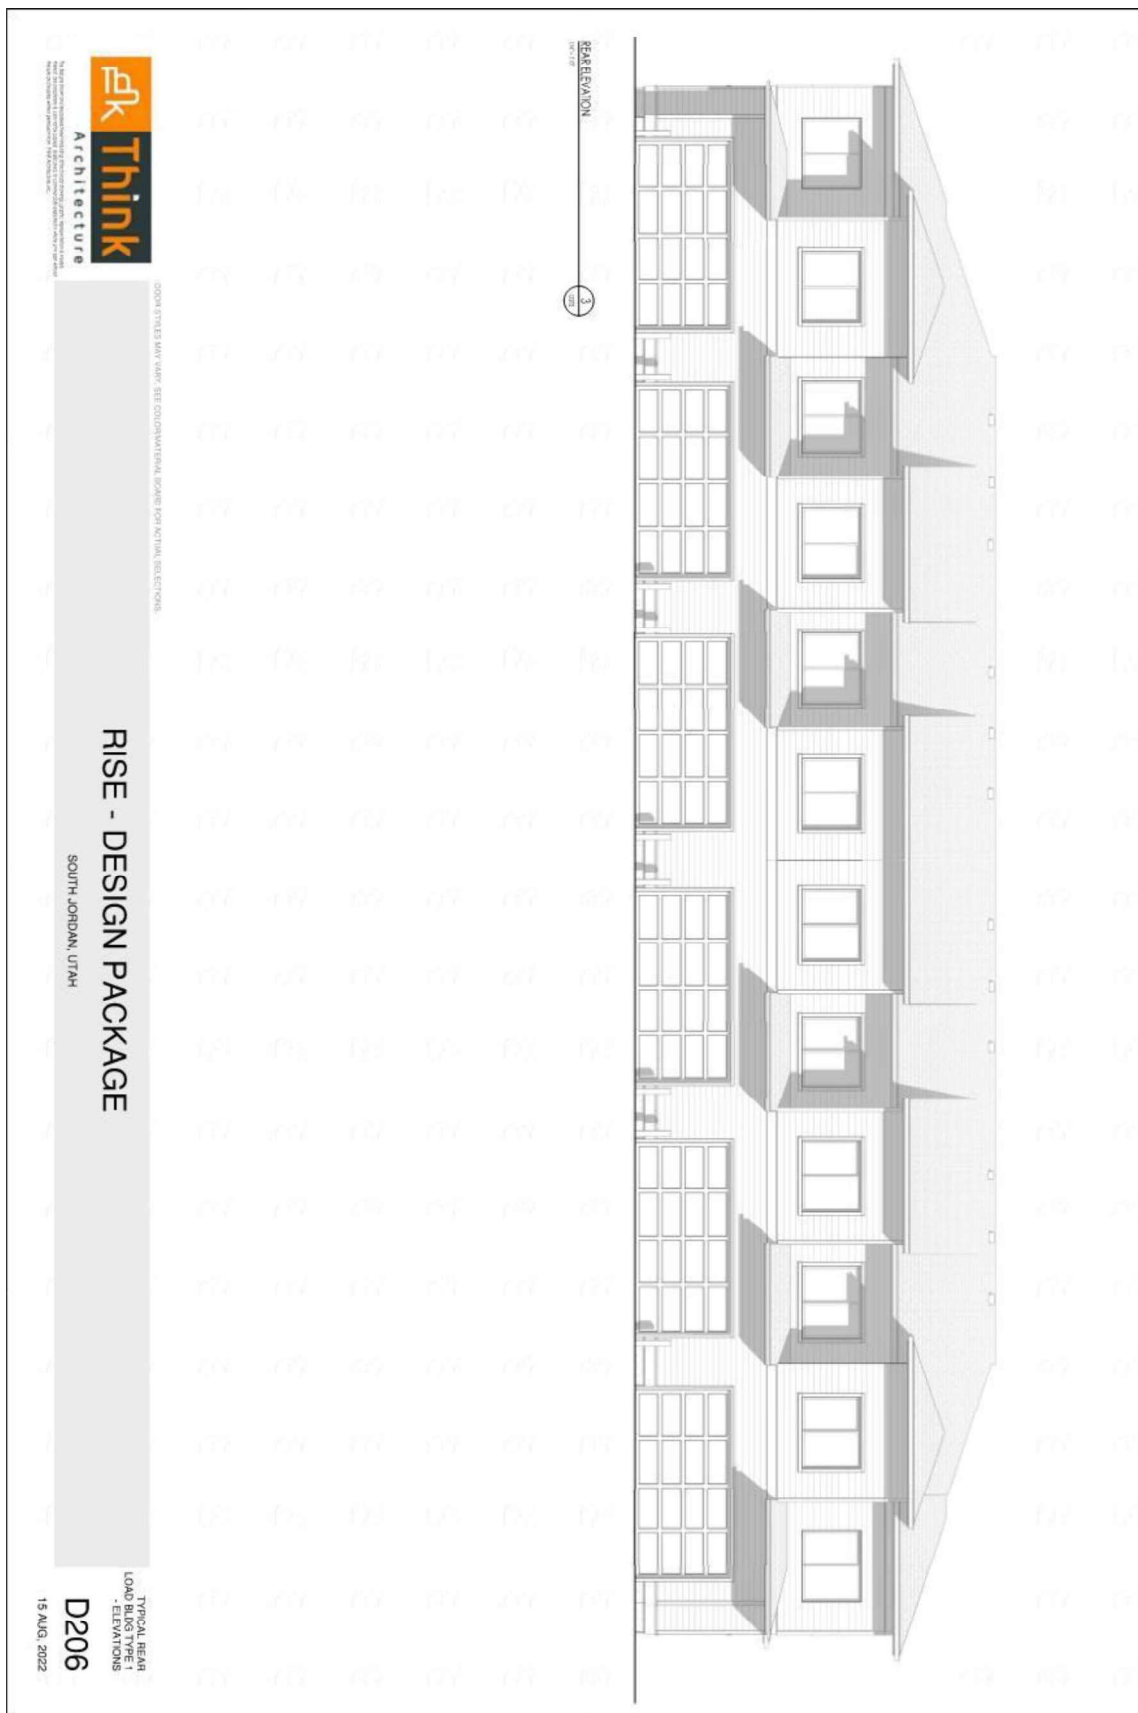 REAR ELEVATION
3
Think
Architecture
DOOR STYLES MAY VARY. SEE COLOR/MATERIAL BOARD FOR ACTUAL SELECTIONS.
RISE - DESIGN PACKAGE
SOUTH JORDAN, UTAH
TYPICAL REAR
LOAD BLDG TYPE 1
- ELEVATIONS
D206
15 AUG, 2022